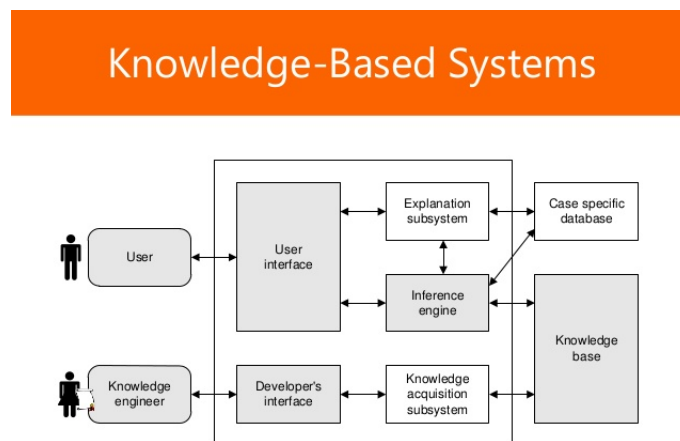 Knowledge-Based Systems
Explanation
subsystem
Case specific
database
User
User
interface
Inference
engine
Knowledge
base
Knowledge
engineer
Developer's
interface
Knowledge
acquisition
subsystem